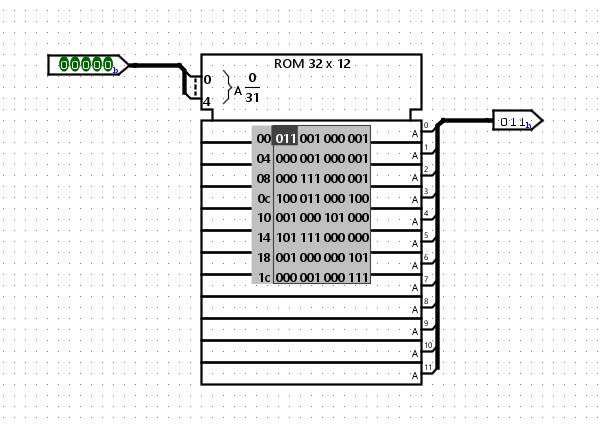 ROM 32 x 12
00000b
0
4
A 0
31
011h
00 011 001 000 001
04 000 001 000 001
08 000 111 000 001
0c 100 011 000 100
10 001 000 101 000
14 101 111 000 000
18 001 000 000 101
1c 000 001 000 111
A 0
A 1
A 2
A 3
A 4
A 5
A 6
A 7
A 8
A 9
A 10
A 11